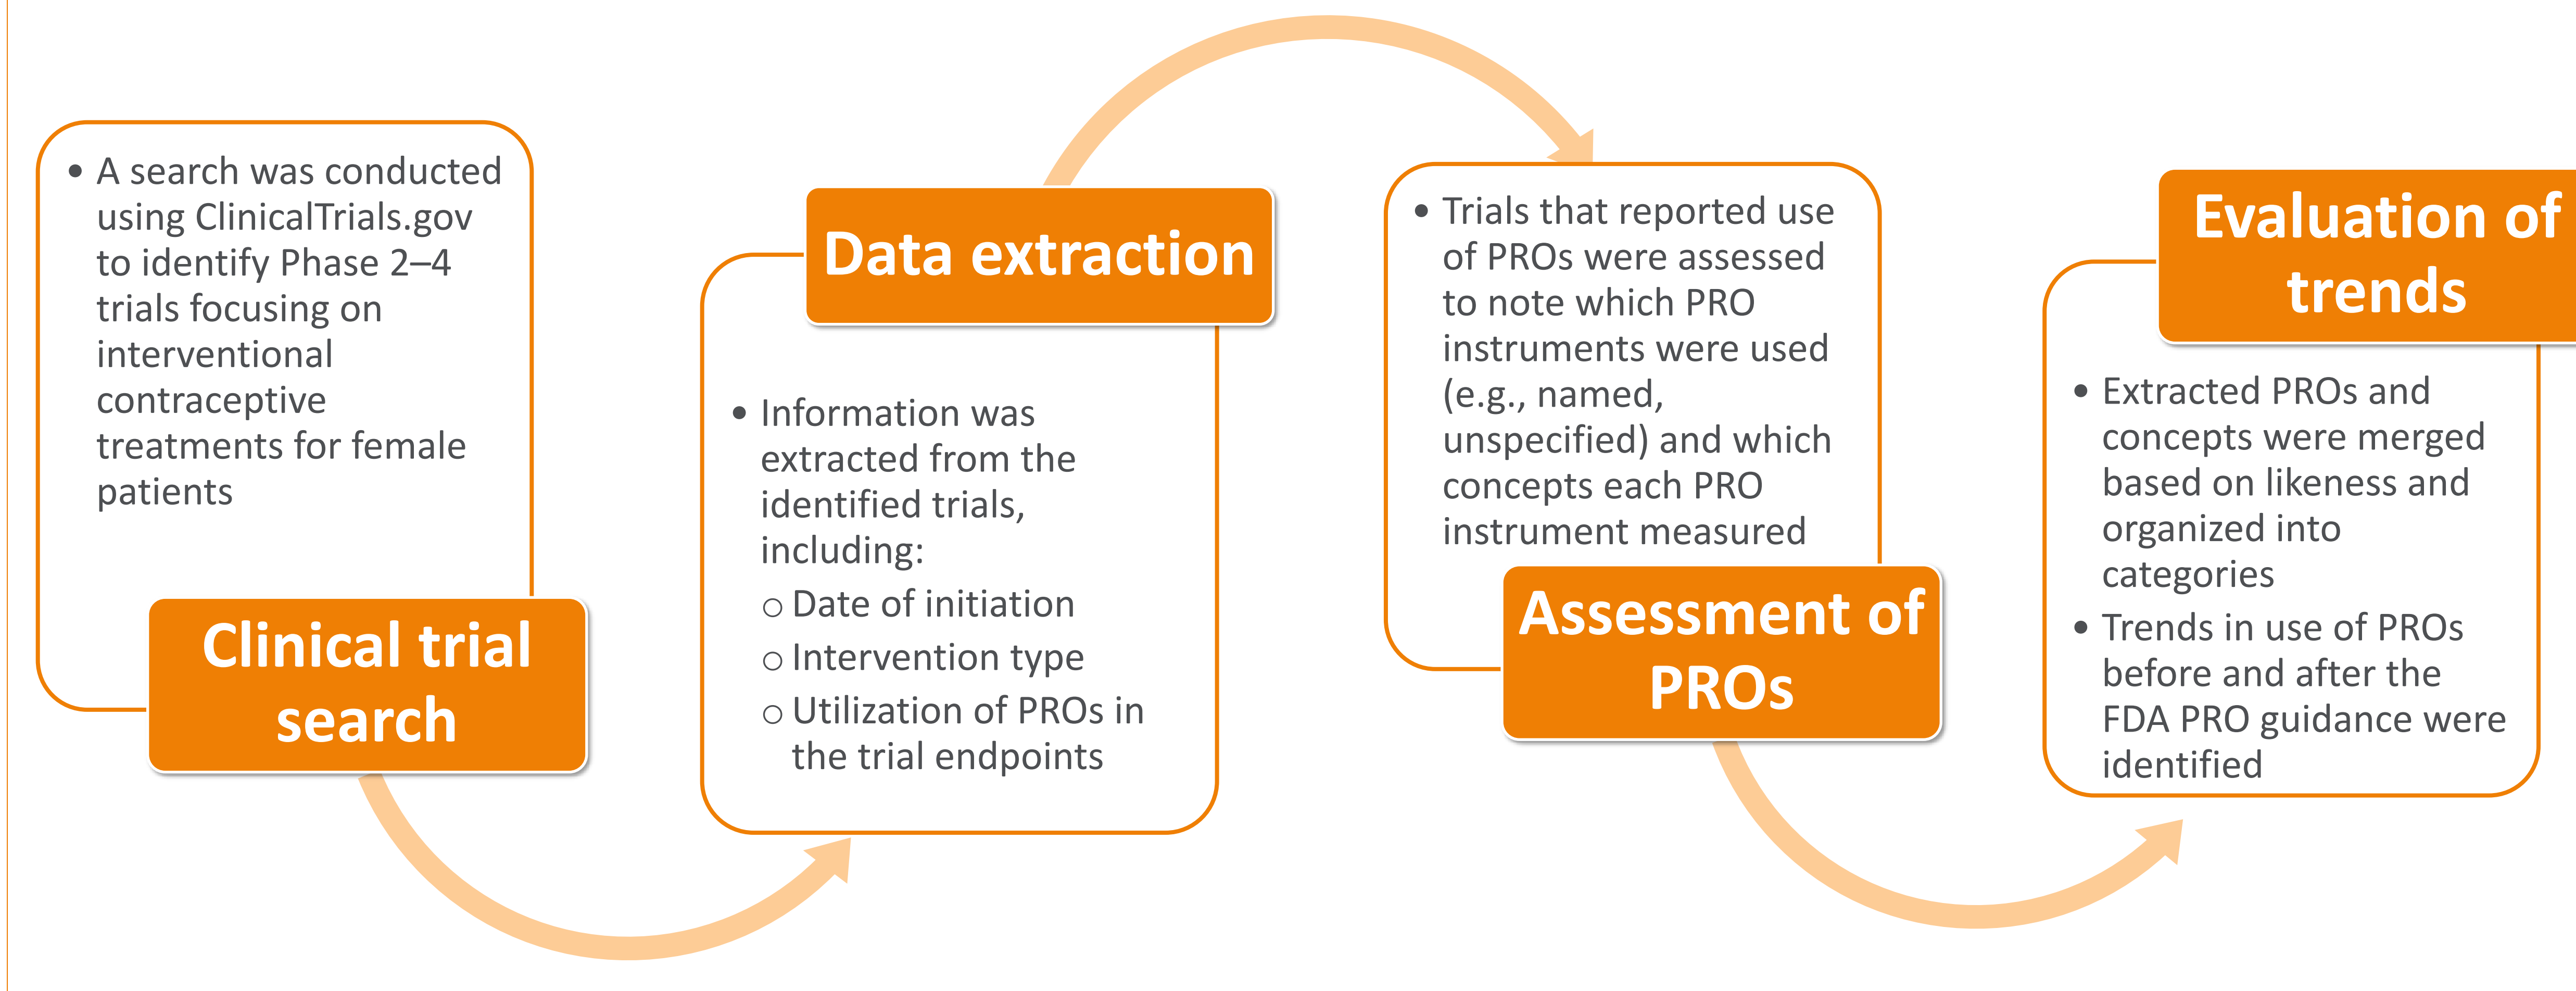 • A search was conducted
using ClinicalTrials.gov
to identify Phase 2–4
trials focusing on
interventional
contraceptive
treatments for female
patients
Clinical trial
search
Data extraction
• Information was
extracted from the
identified trials,
including:
o Date of initiation
o Intervention type
o Utilization of PROs in
the trial endpoints
• Trials that reported use
of PROs were assessed
to note which PRO
instruments were used
(e.g., named,
unspecified) and which
concepts each PRO
instrument measured
Assessment of
PROs
Evaluation of
trends
• Extracted PROs and
concepts were merged
based on likeness and
organized into
categories
• Trends in use of PROs
before and after the
FDA PRO guidance were
identified